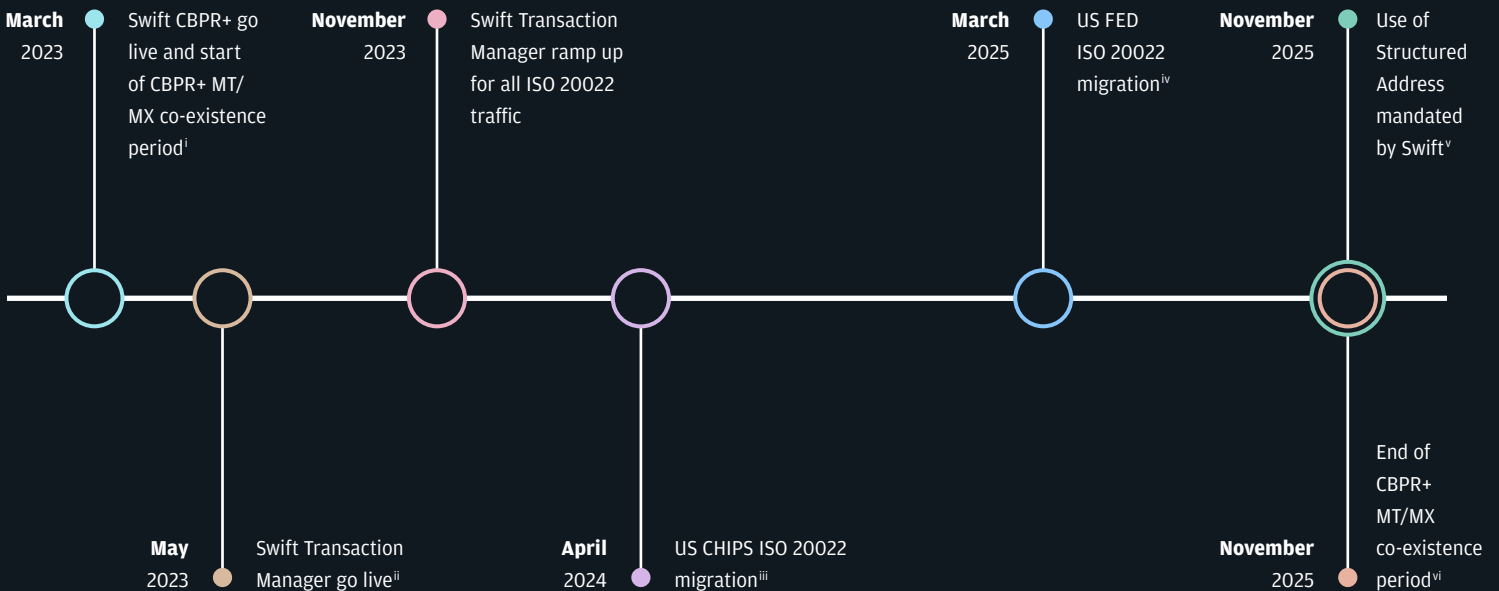 March
2023
Swift CBPR+ go
live and start
of CBPR+ MT/
MX co-existence
periodⁱ
November
2023
Swift Transaction
Manager ramp up
for all ISO 20022
traffic
March
2025
US FED
ISO 20022
migrationⁱᵛ
November
2025
Use of
Structured
Address
mandated
by Swiftᵛ
May
2023
Swift Transaction
Manager go liveⁱⁱ
April
2024
US CHIPS ISO 20022
migrationⁱⁱⁱ
November
2025
End of
CBPR+
MT/MX
co-existence
periodᵛⁱ